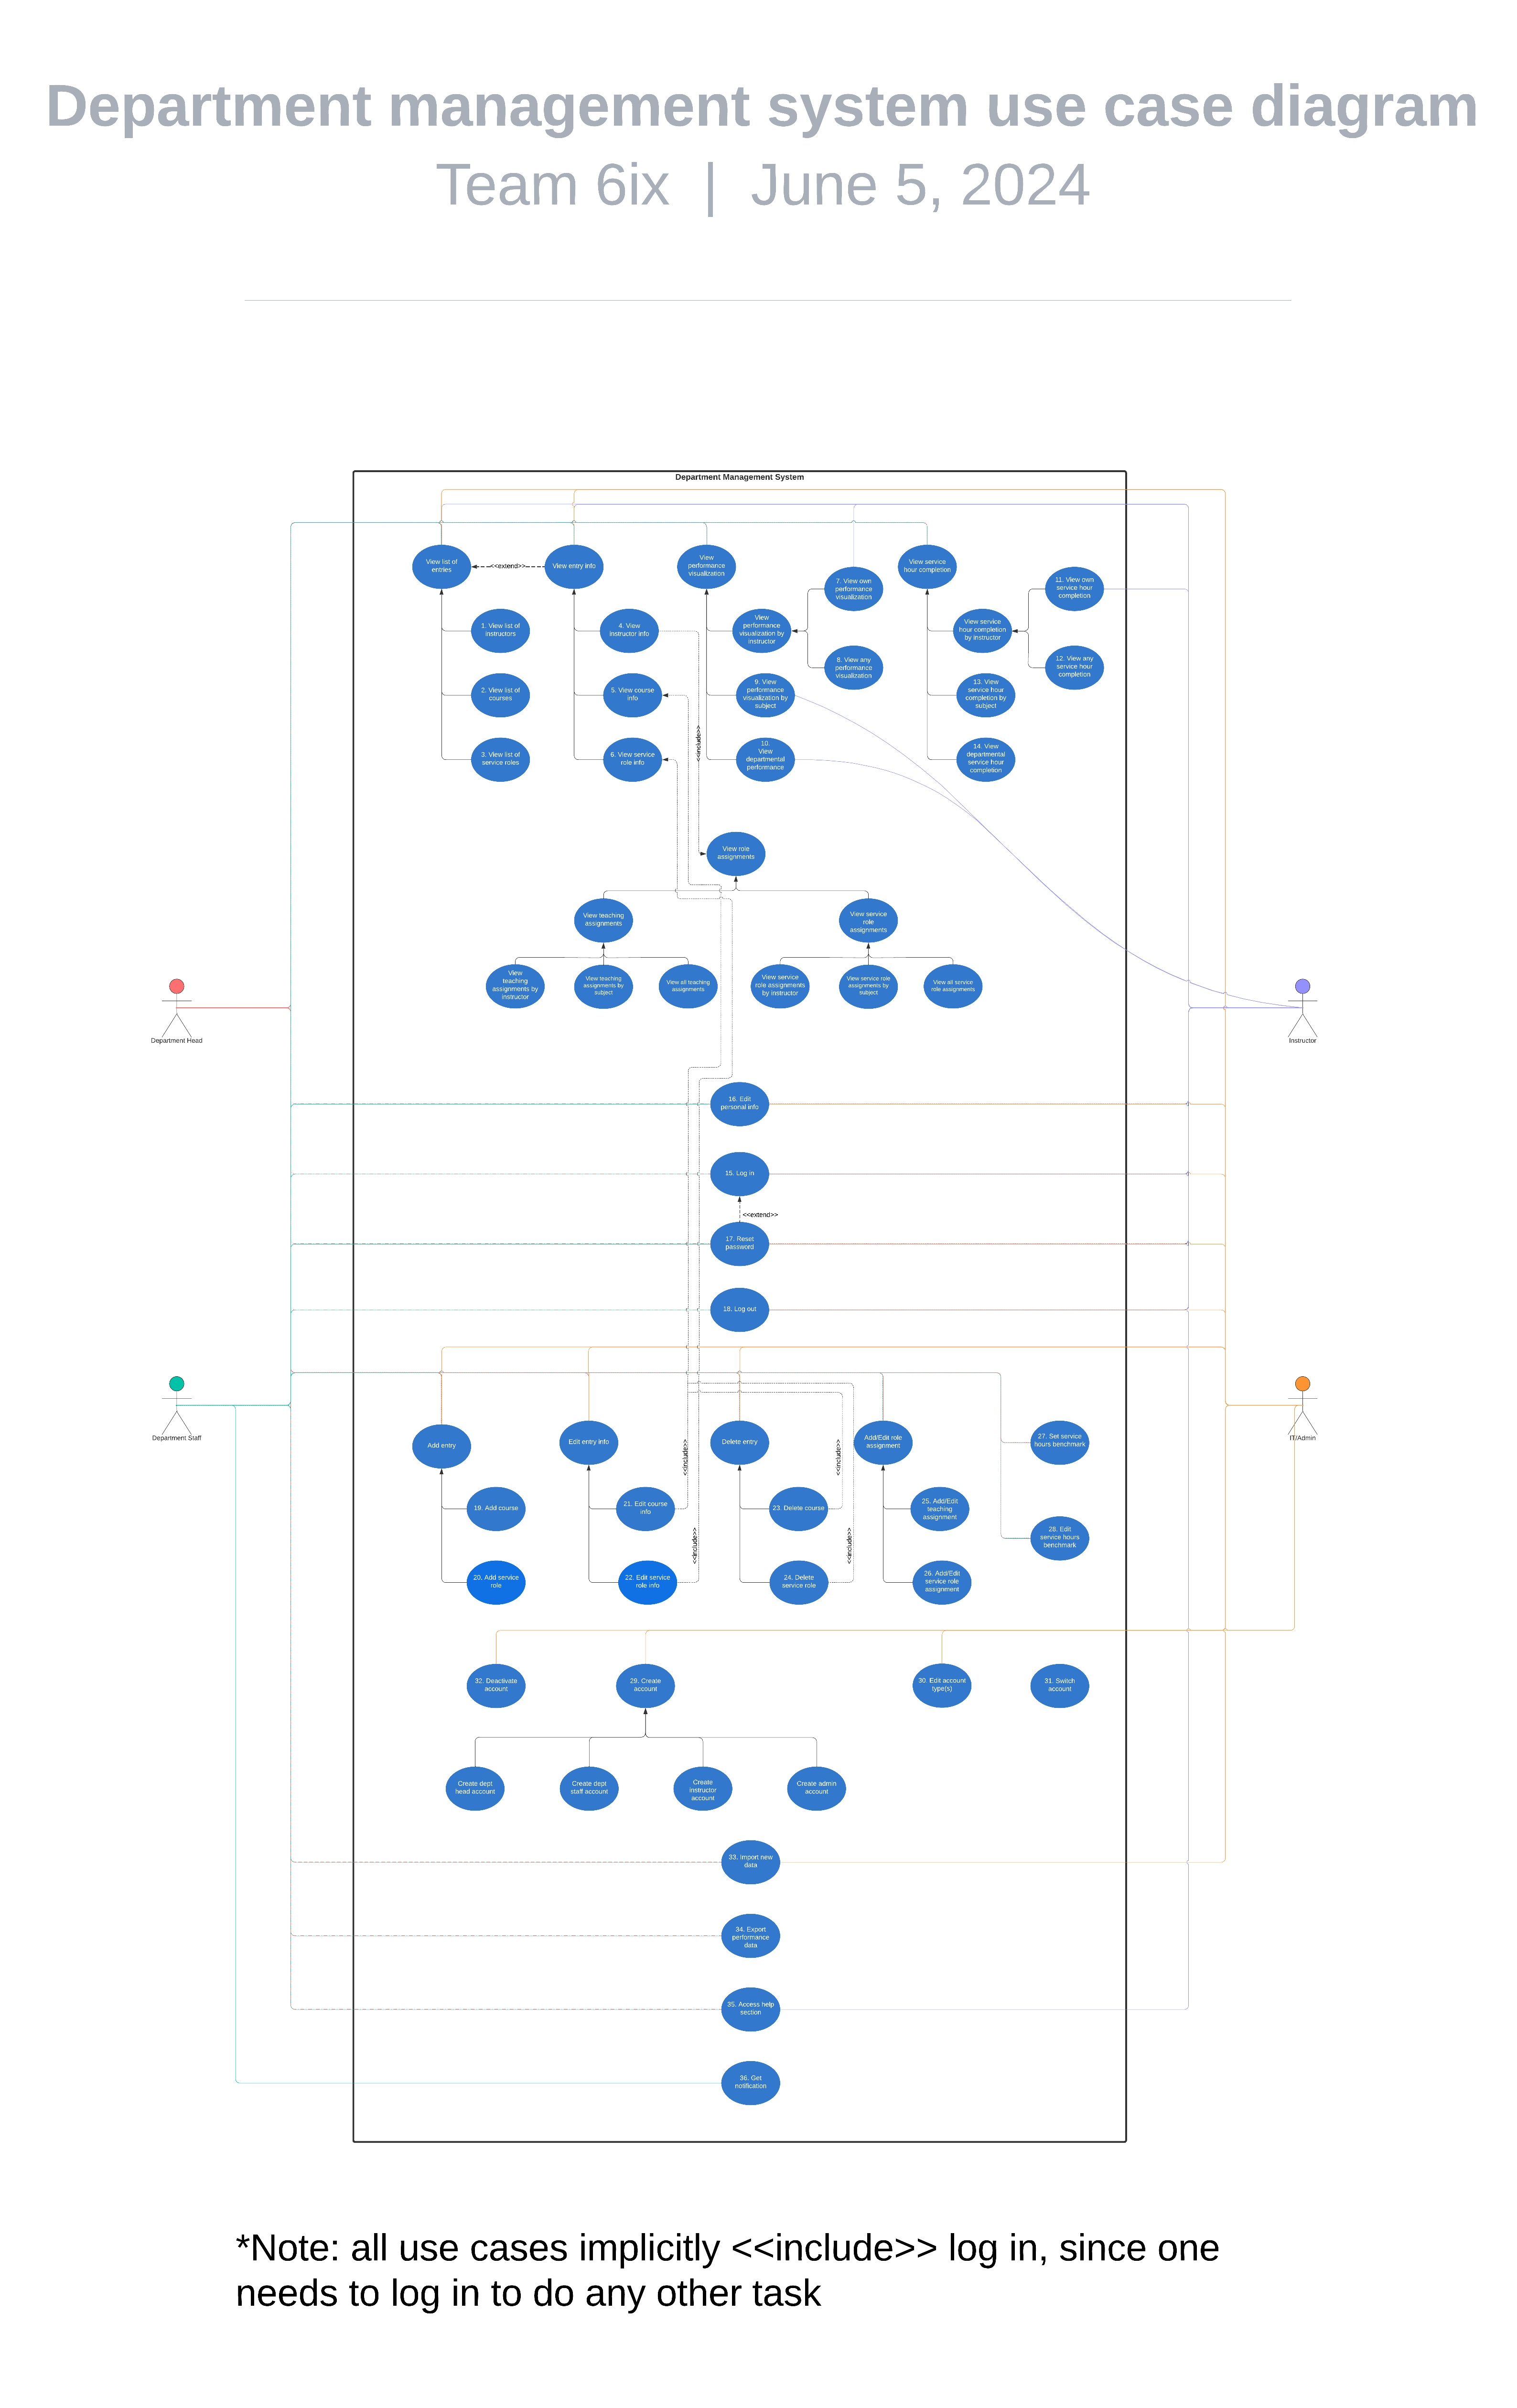 Department management system use case diagram
Team 6ix | June 5, 2024
Department Management System
View list of
entries
<<extend>>
View entry info
View
performance
visualization
View service
hour completion
7. View own
performance
visualization
11. View own
service hour
completion
1. View list of
instructors
4. View
instructor info
View
performance
visualization by
instructor
View service
hour completion
by instructor
8. View any
performance
visualization
12. View any
service hour
completion
2. View list of
courses
5. View course
info
9. View
performance
visualization by
subject
13. View
service hour
completion by
subject
<<include>>
3. View list of
service roles
6. View service
role info
10.
View
departmental
performance
14. View
departmental
service hour
completion
View role
assignments
View teaching
assignments
View service
role
assignments
View
teaching
assignments by
instructor
View teaching
assignments by
subject
View all teaching
assignments
View service
role assignments
by instructor
View service role
assignments by
subject
View all service
role assignments
Department Head
Instructor
16. Edit
personal info
15. Log in
<<extend>>
17. Reset
password
18. Log out
Department Staff
IT/Admin
Add entry
Edit entry info
Delete entry
Add/Edit role
assignment
27. Set service
hours benchmark
<<include>>
<<include>>
19. Add course
21. Edit course
info
23. Delete course
25. Add/Edit
teaching
assignment
28. Edit
service hours
benchmark
<<include>>
<<include>>
20. Add service
role
22. Edit service
role info
24. Delete
service role
26. Add/Edit
service role
assignment
32. Deactivate
account
29. Create
account
30. Edit account
type(s)
31. Switch
account
Create dept
head account
Create dept
staff account
Create
instructor
account
Create admin
account
33. Import new
data
34. Export
performance
data
35. Access help
section
36. Get
notification
*Note: all use cases implicitly <<include>> log in, since one
needs to log in to do any other task